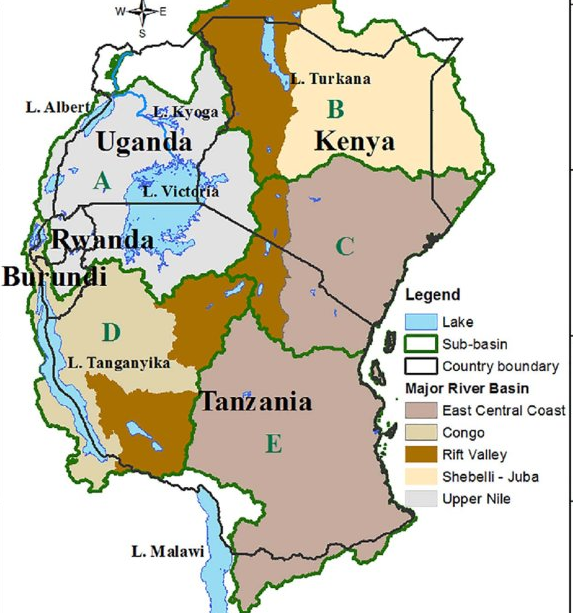 W E
S
L. Turkana
L. Albert
L. Kyoga
B
Uganda
Kenya
A
L. Victoria
Rwanda
C
Burundi
Legend
Lake
Sub-basin
D
L. Tanganyika
Country boundary
Major River Basin
Tanzania
East Central Coast
Congo
E
Rift Valley
Shebelli - Juba
Upper Nile
L. Malawi